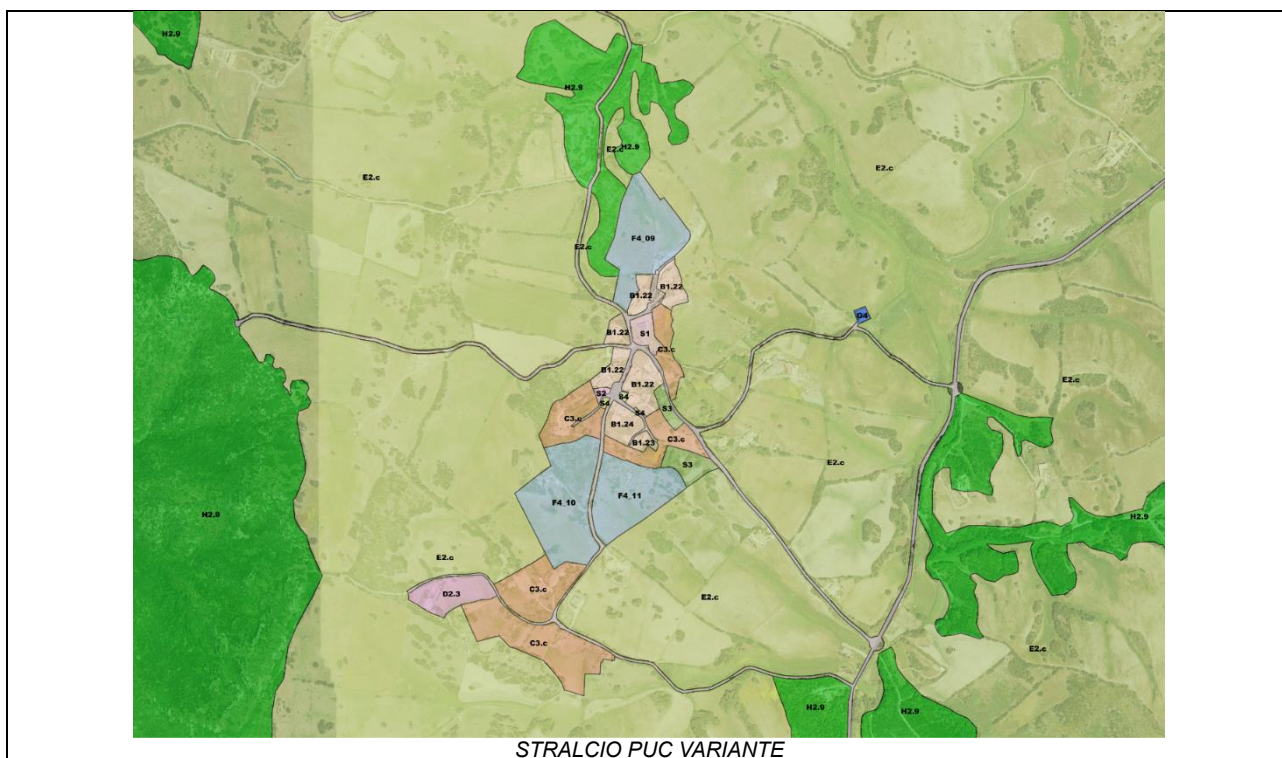 H2.9
H2.9
E2.c
H2.9
E2.c
E2.c
F4_09
E2.c
B1.22
B1.22
G4
B1.22
S1
C3.c
B1.22
B1.22
E2.c
S2
S4
S4
S3
C3.c
S4
B1.24
B1.23
C3.c
E2.c
S3
F4_10
F4_11
H2.9
H2.9
E2.c
D2.3
C3.c
E2.c
C3.c
E2.c
H2.9
H2.9
STRALCIO PUC VARIANTE